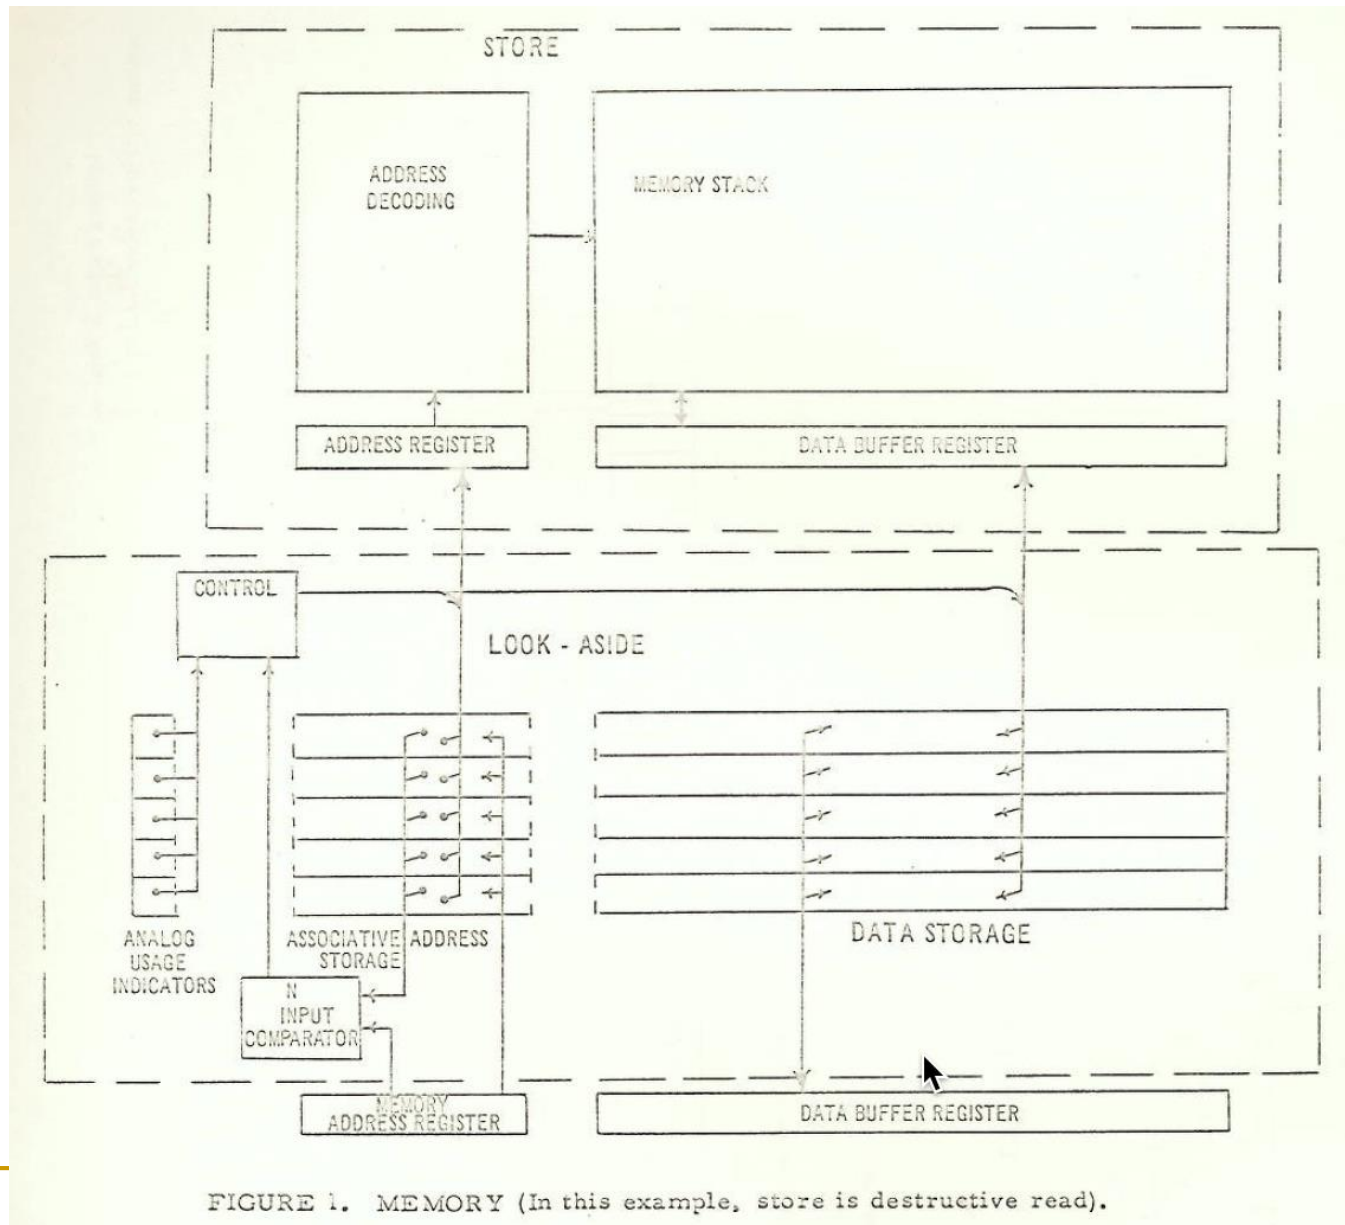 STORE
ADDRESS
DECODING
MEMORY STACK
ADDRESS REGISTER
DATA BUFFER REGISTER
CONTROL
LOOK - ASIDE
ANALOG
USAGE
INDICATORS
ASSOCIATIVE ADDRESS
STORAGE
DATA STORAGE
N
INPUT
COMPARATOR
MEMORY
ADDRESS REGISTER
DATA BUFFER REGISTER
FIGURE 1. MEMORY (In this example, store is destructive read).